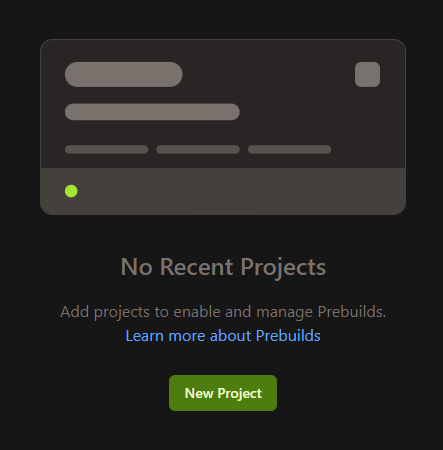 No Recent Projects
Add projects to enable and manage Prebuilds.
Learn more about Prebuilds
New Project